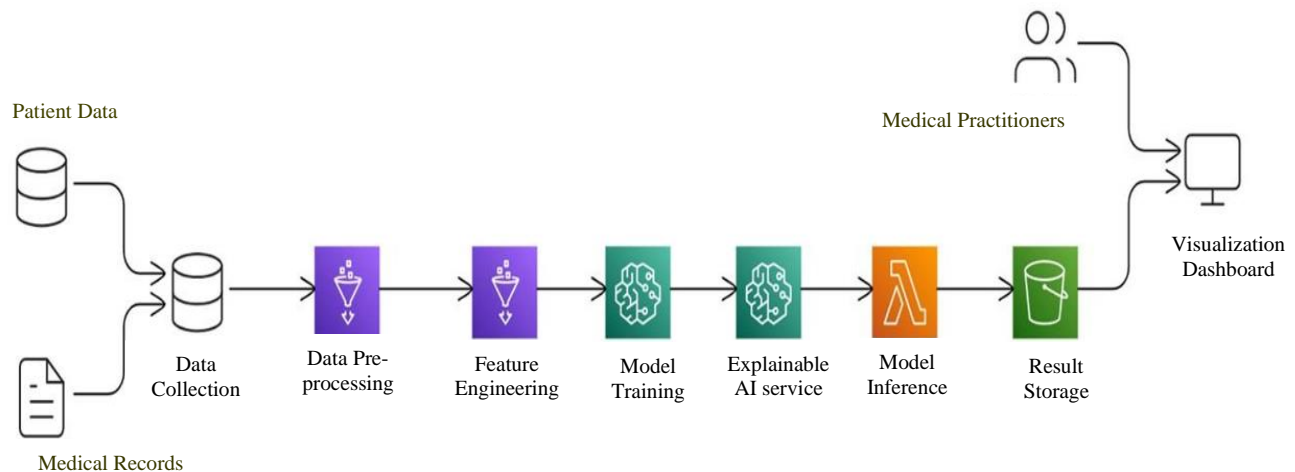 Patient Data
Medical Practitioners
Visualization
Dashboard
Data
Collection
Data Pre-
processing
Feature
Engineering
Model
Training
Explainable
AI service
Model
Inference
Result
Storage
Medical Records